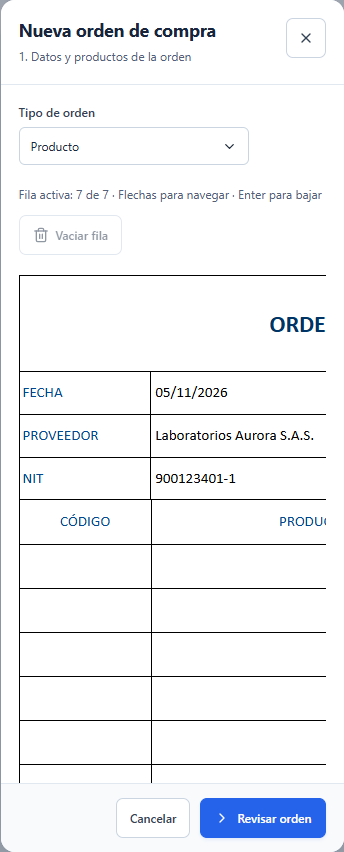 Nueva orden de compra
1. Datos y productos de la orden
Tipo de orden
Producto
Fila activa: 7 de 7 · Flechas para navegar · Enter para bajar
Vaciar fila
ORDE
FECHA 05/11/2026
PROVEEDOR Laboratorios Aurora S.A.S.
NIT 900123401-1
CÓDIGO PRODUC
Cancelar Revisar orden